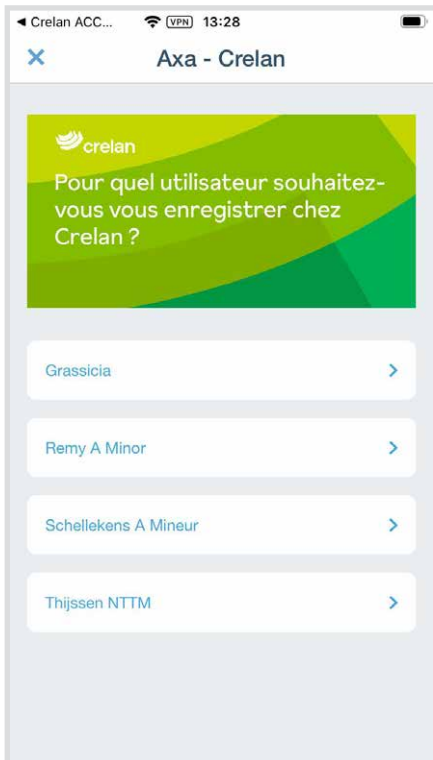 Crelan ACC... VPN 13:28
Axa - Crelan
crelan
Pour quel utilisateur souhaitez-
vous vous enregistrer chez
Crelan ?
Grassicia
Remy A Minor
Schellekens A Mineur
Thijssen NTTM